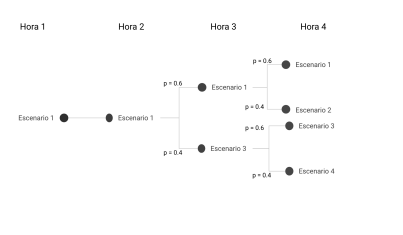 Hora 1 Hora 2 Hora 3 Hora 4
p = 0.6 Escenario 1
p = 0.6 Escenario 1
p = 0.4 Escenario 2
Escenario 1 Escenario 1
p = 0.6 Escenario 3
p = 0.4 Escenario 3
p = 0.4 Escenario 4